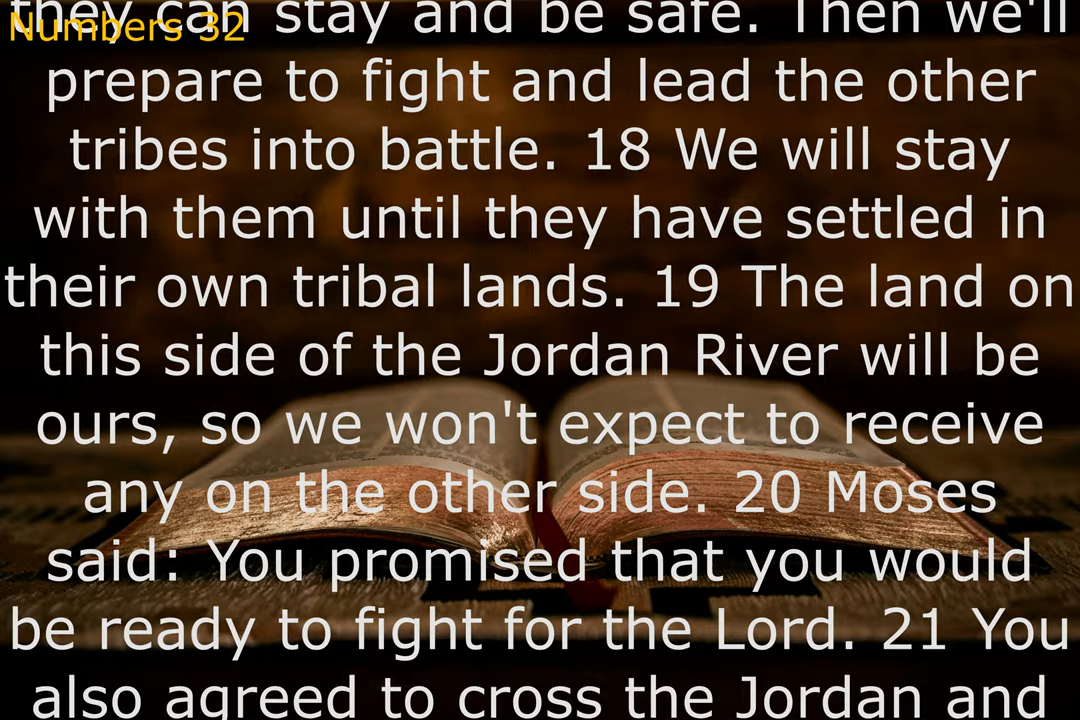 they can stay and be safe. Then we'll
Numbers 32
prepare to fight and lead the other
tribes into battle. 18 We will stay
with them until they have settled in
their own tribal lands. 19 The land on
this side of the Jordan River will be
ours, so we won't expect to receive
any on the other side. 20 Moses
said: You promised that you would
be ready to fight for the Lord. 21 You
also agreed to cross the Jordan and